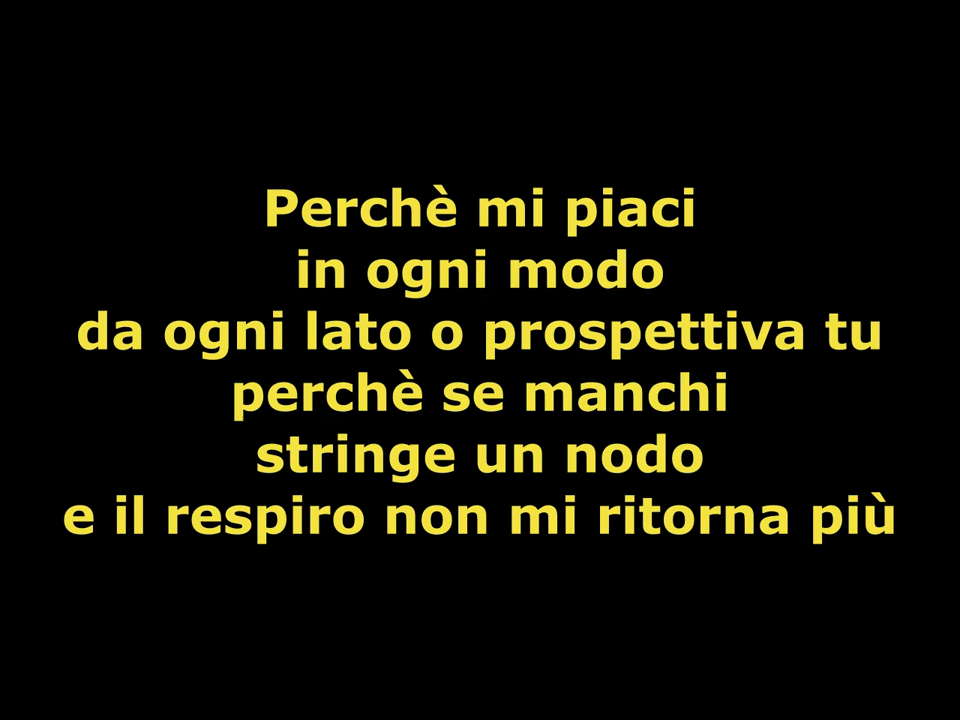 Perchè mi piaci
in ogni modo
da ogni lato o prospettiva tu
perchè se manchi
stringe un nodo
e il respiro non mi ritorna più